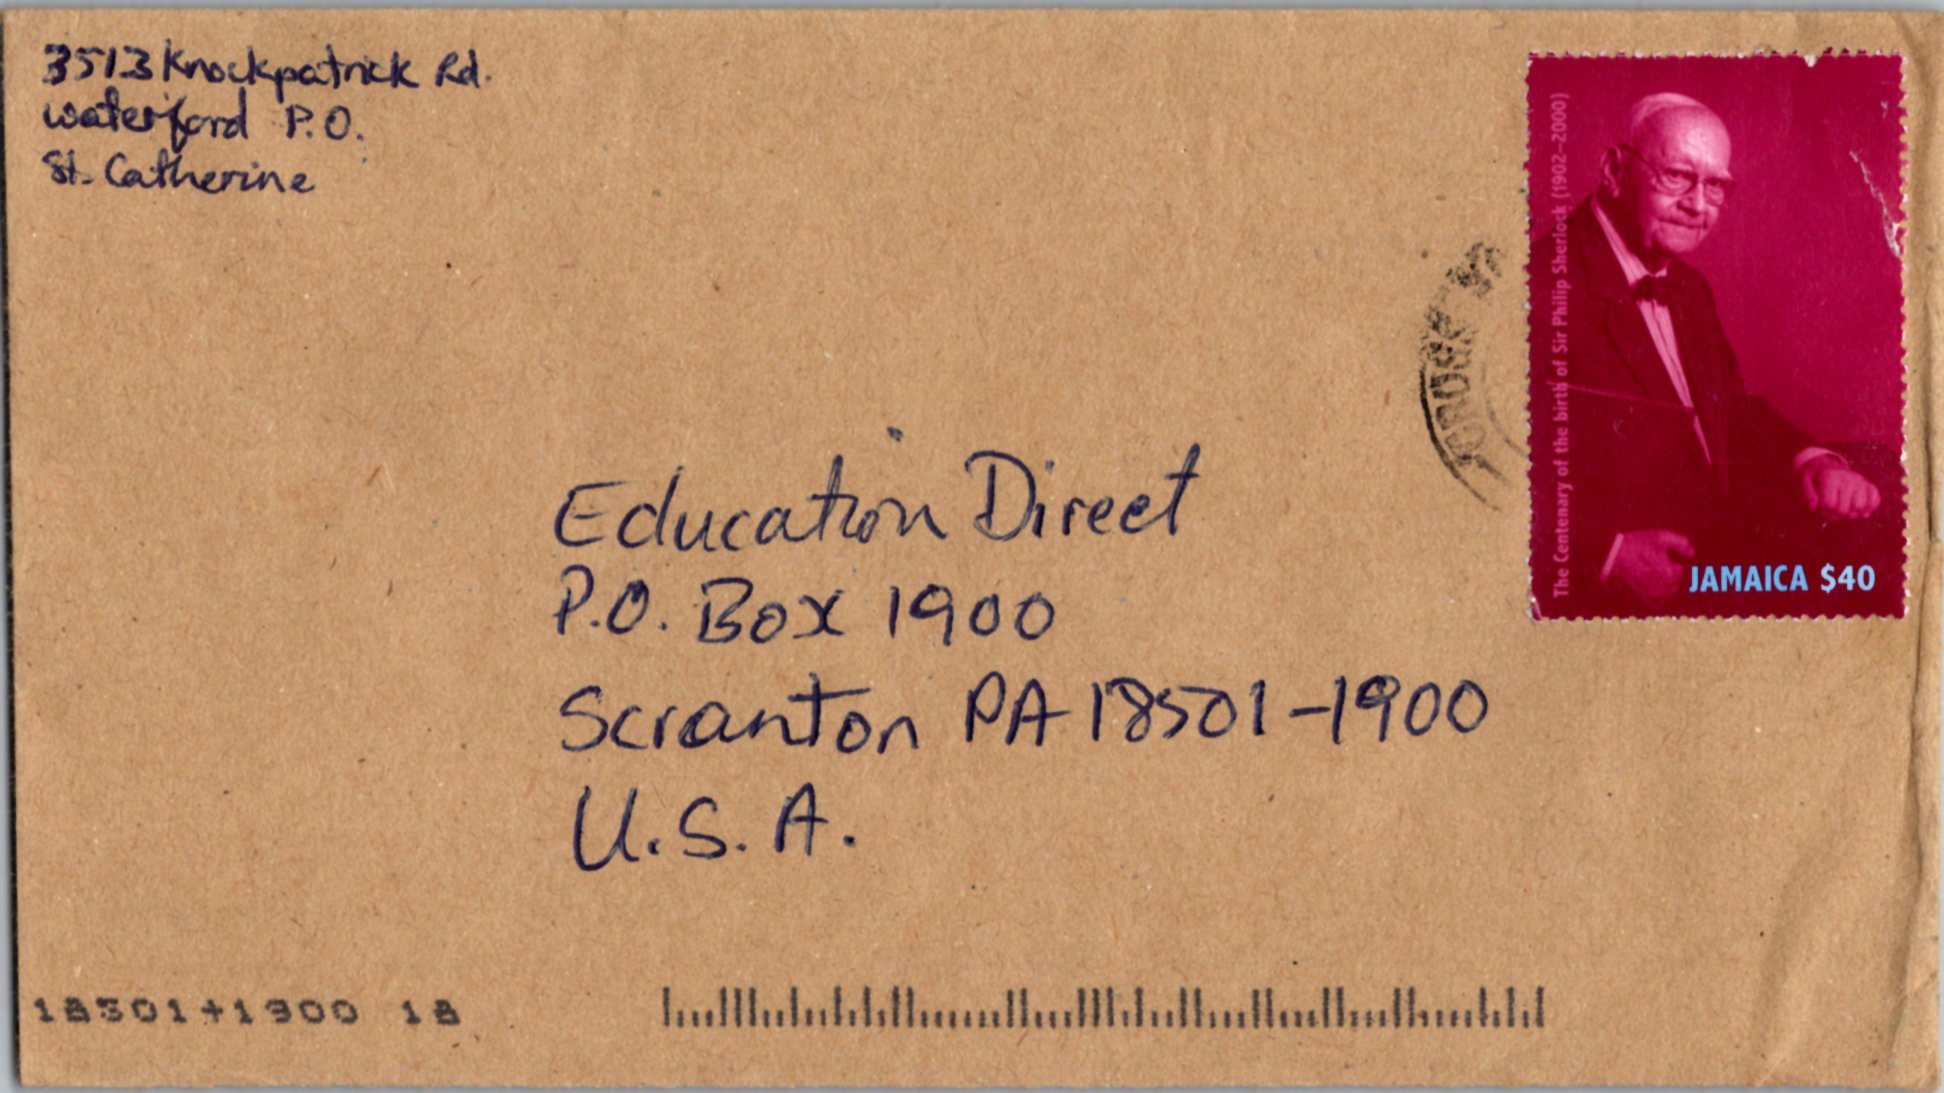 3513 Knockpatrick Rd.
Waterford P.O.
St. Catherine
The Centenary of the birth of Sir Philip Sherlock (1902–2000)
JAMAICA $40
Education Direct
P.O. Box 1900
Scranton PA 18501-1900
U.S.A.
18501+1900 18